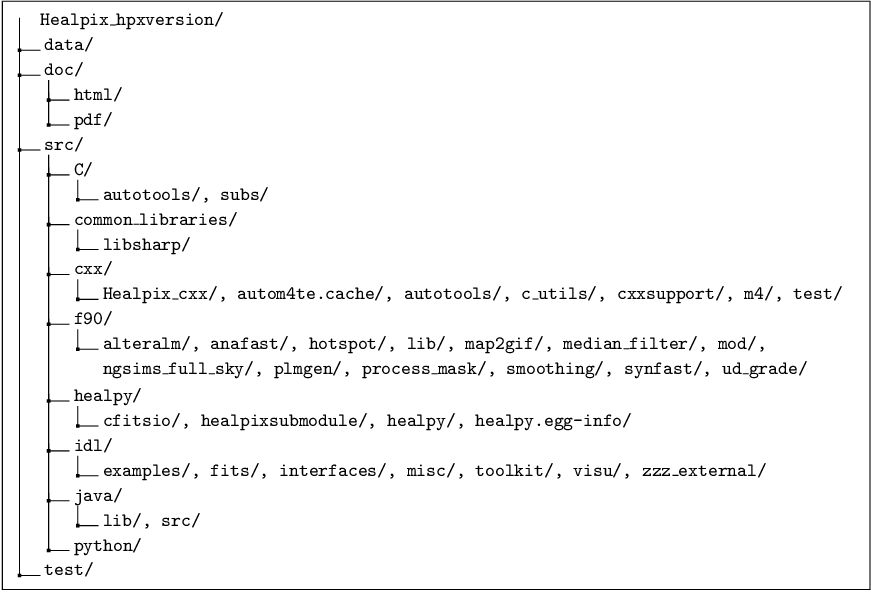 Healpix_hpxversion/
data/
doc/
html/
pdf/
src/
C/
autotools/, subs/
common_libraries/
libsharp/
cxx/
Healpix_cxx/, autom4te.cache/, autotools/, c_utils/, cxxsupport/, m4/, test/
f90/
alteralm/, anafast/, hotspot/, lib/, map2gif/, median_filter/, mod/,
ngsims_full_sky/, plmgen/, process_mask/, smoothing/, synfast/, ud_grade/
healpy/
cfitsio/, healpixsubmodule/, healpy/, healpy.egg-info/
idl/
examples/, fits/, interfaces/, misc/, toolkit/, visu/, zzz_external/
java/
lib/, src/
python/
test/